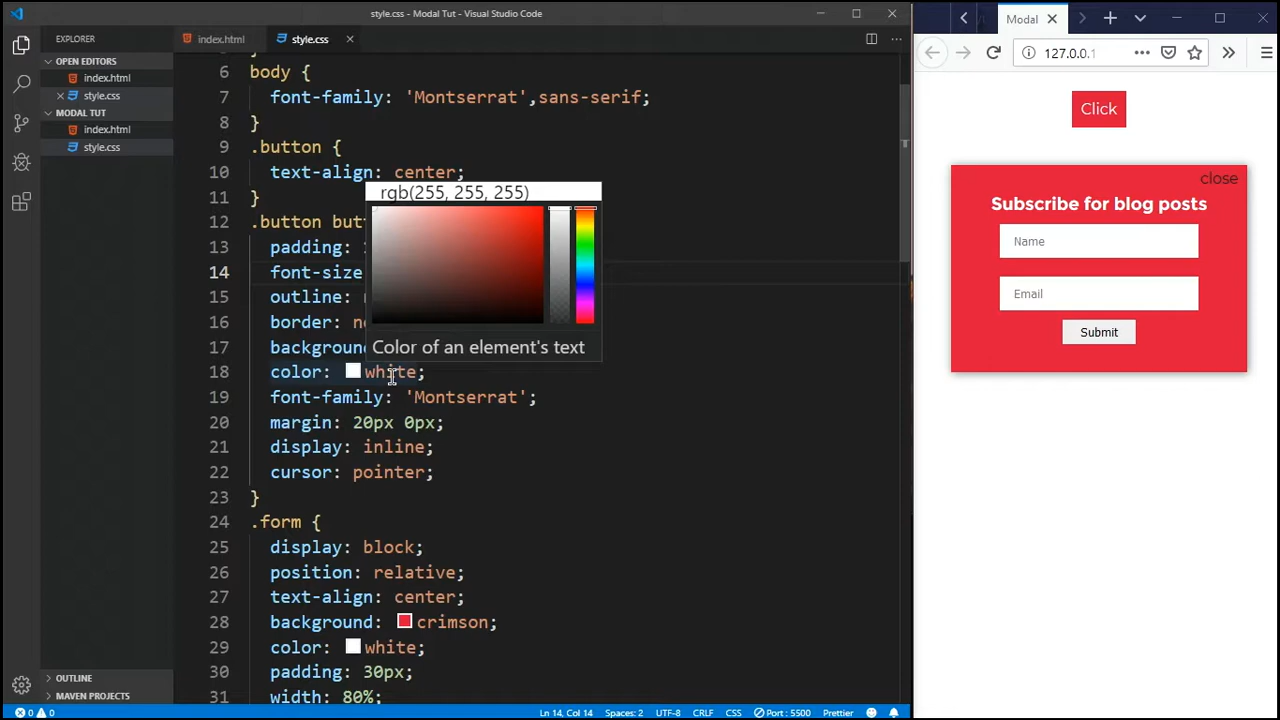 style.css - Modal Tut - Visual Studio Code
EXPLORER
OPEN EDITORS
index.html
style.css
MODAL TUT
index.html
style.css
OUTLINE
MAVEN PROJECTS
index.html
style.css
6 body {
7 font-family: 'Montserrat',sans-serif;
8 }
9 .button {
10 text-align: center;
11 }
12 .button
13 padding:
14 font-size
15 outline:
16 border:
17 background
18 color: white;
19 font-family: 'Montserrat';
20 margin: 20px 0px;
21 display: inline;
22 cursor: pointer;
23 }
24 .form {
25 display: block;
26 position: relative;
27 text-align: center;
28 background: crimson;
29 color: white;
30 padding: 30px;
31 width: 80%;
rgb(255, 255, 255)
Color of an element's text
0 0 Ln 14, Col 14 Spaces: 2 UTF-8 CRLF CSS Port : 5500 Prettier
Modal
127.0.0.1
Click
close
Subscribe for blog posts
Name
Email
Submit